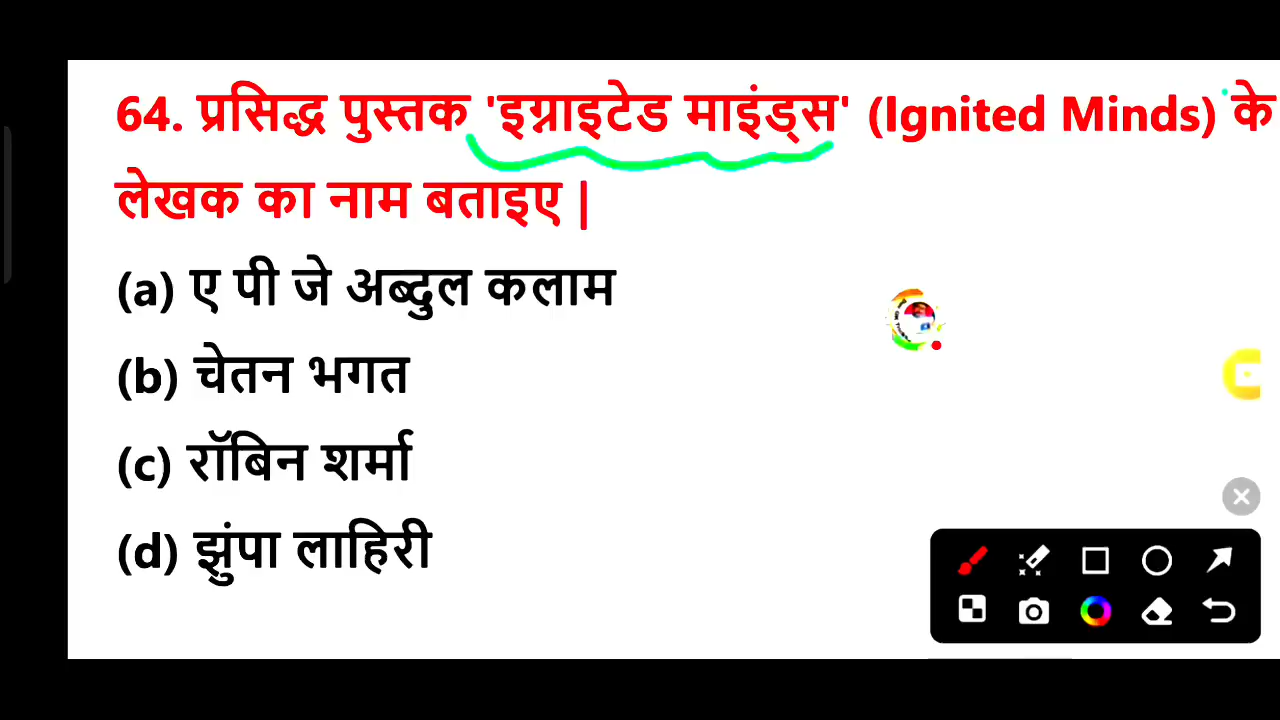 64. प्रसिद्ध पुस्तक 'इग्नाइटेड माइंड्स' (Ignited Minds) के
लेखक का नाम बताइए |
(a) ए पी जे अब्दुल कलाम
(b) चेतन भगत
(c) रॉबिन शर्मा
(d) झुंपा लाहिरी